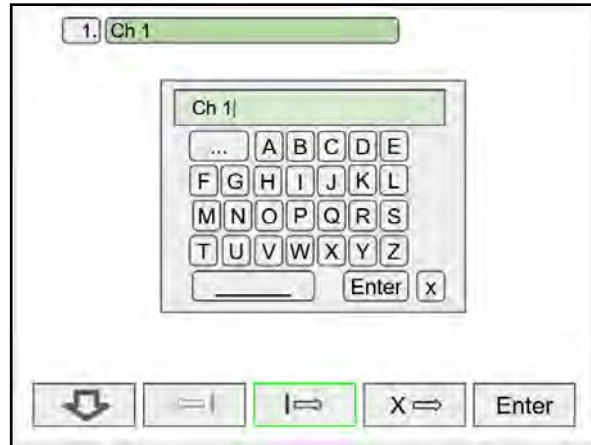 1. Ch 1
Ch 1|
... A B C D E
F G H I J K L
M N O P Q R S
T U V W X Y Z
Enter x
X Enter